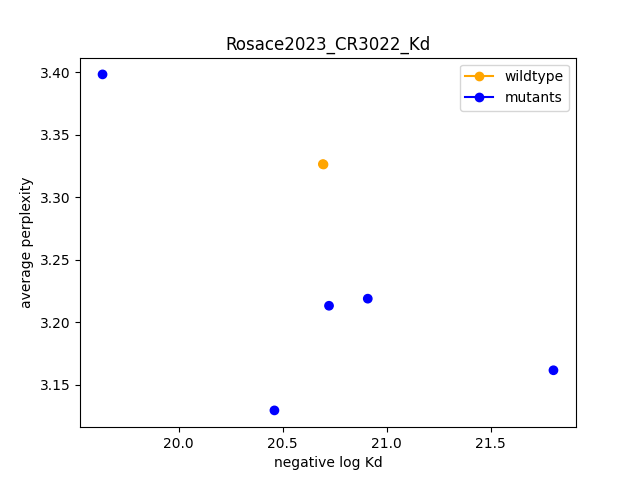 Rosace2023_CR3022_Kd
wildtype
mutants
3.40
3.35
3.30
3.25
3.20
3.15
average perplexity
20.0 20.5 21.0 21.5
negative log Kd